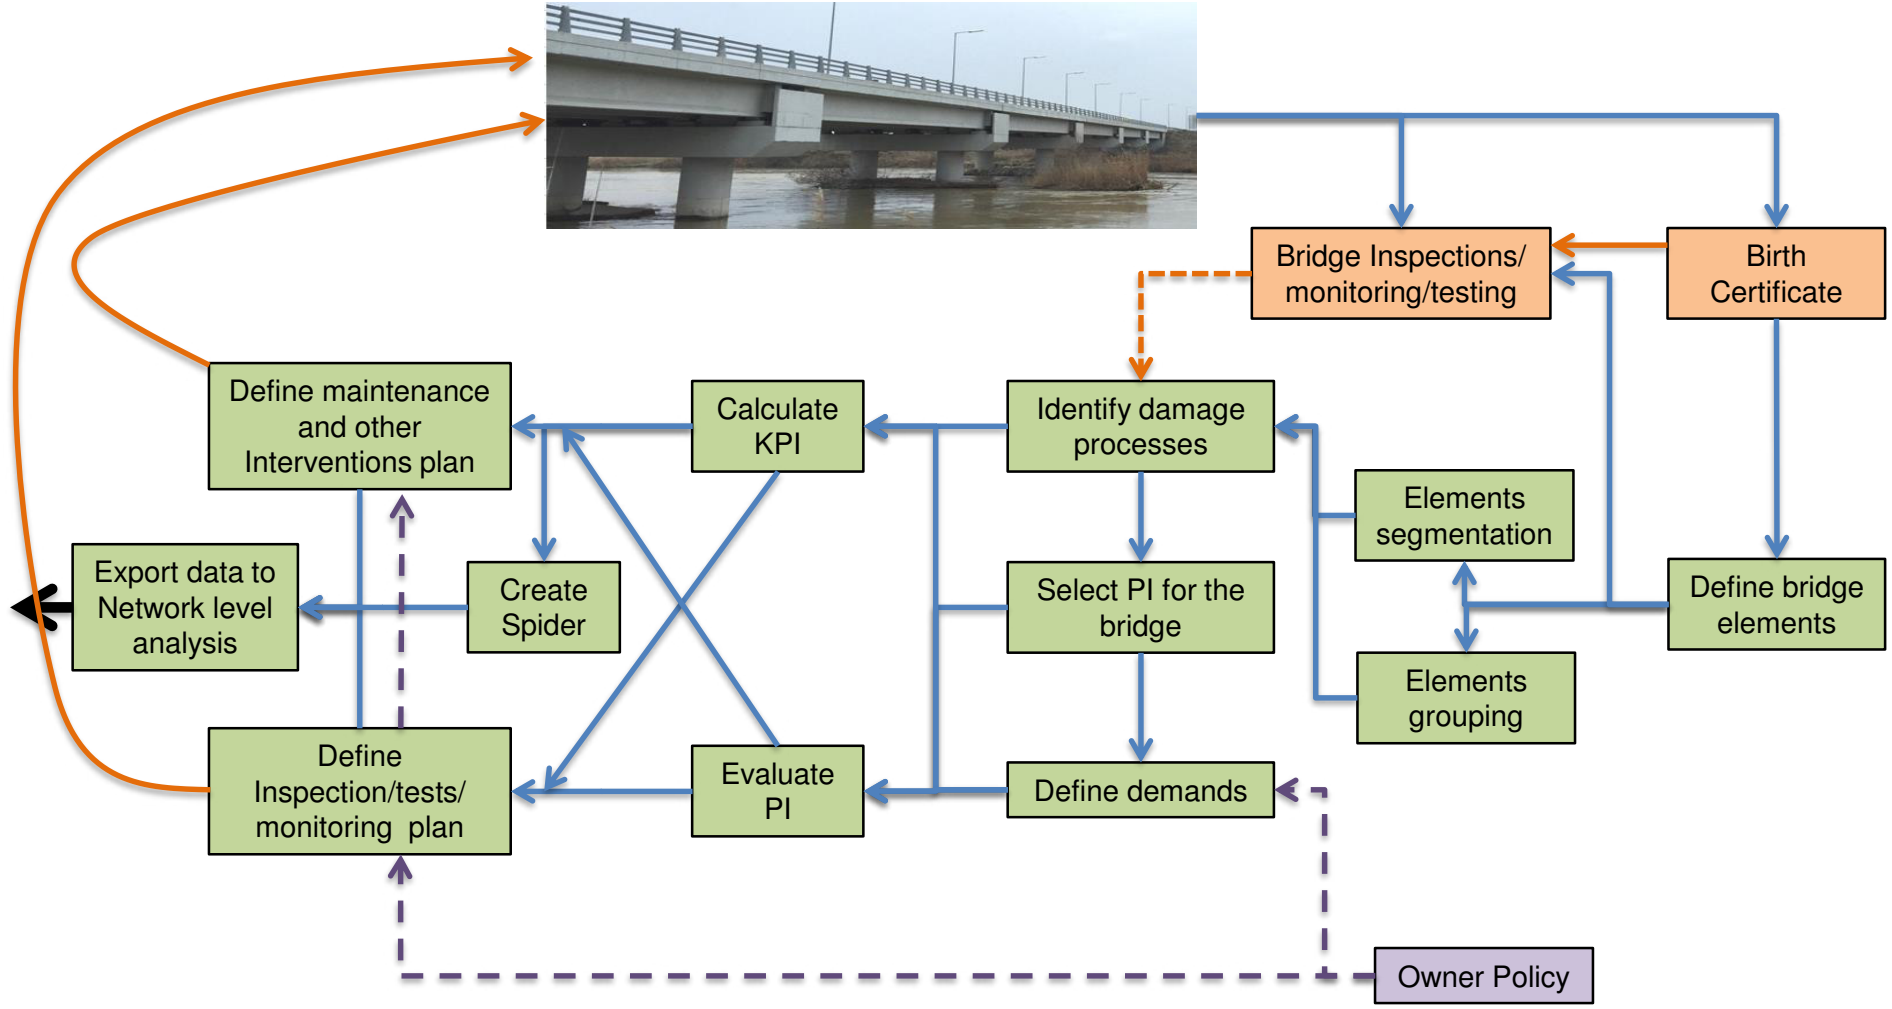 Bridge Inspections/
monitoring/testing
Birth
Certificate
Define maintenance
and other
Interventions plan
Calculate
KPI
Identify damage
processes
Elements
segmentation
Export data to
Network level
analysis
Create
Spider
Select PI for the
bridge
Define bridge
elements
Elements
grouping
Define
Inspection/tests/
monitoring plan
Evaluate
PI
Define demands
Owner Policy